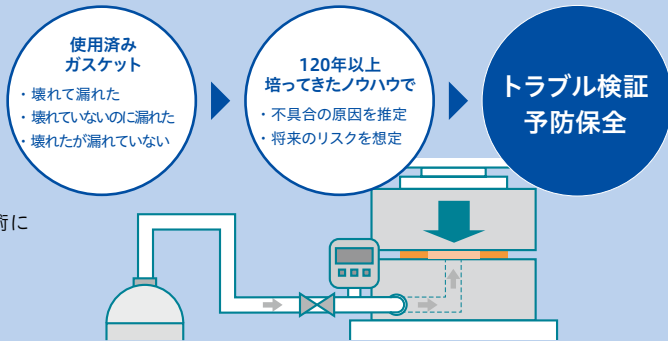 使用済み
ガスケット
・壊れて漏れた
・壊れていないのに漏れた
・壊れたが漏れていない
120年以上
培ってきたノウハウで
・不具合の原因を推定
・将来のリスクを想定
トラブル検証
予防保全
術に